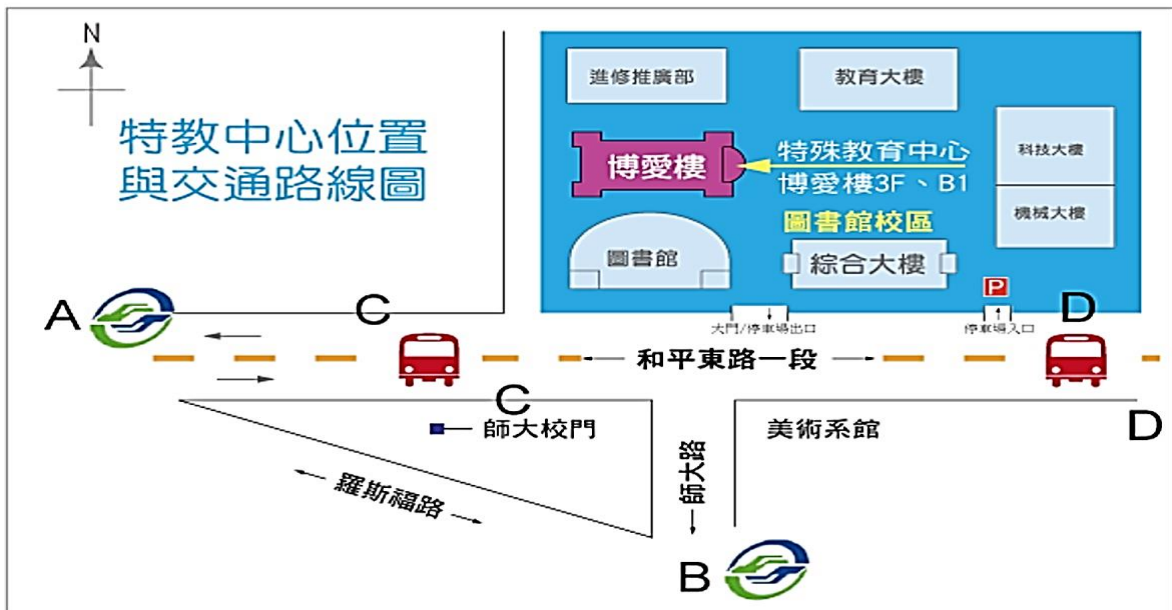 N
特教中心位置
與交通路線圖
進修推廣部
教育大樓
博愛樓
特殊教育中心
博愛樓3F、B1
科技大樓
機械大樓
圖書館校區
圖書館
綜合大樓
P
大門/停車場出口
停車場入口
A
C
D
和平東路一段
C
D
師大校門
美術系館
羅斯福路
師大路
B